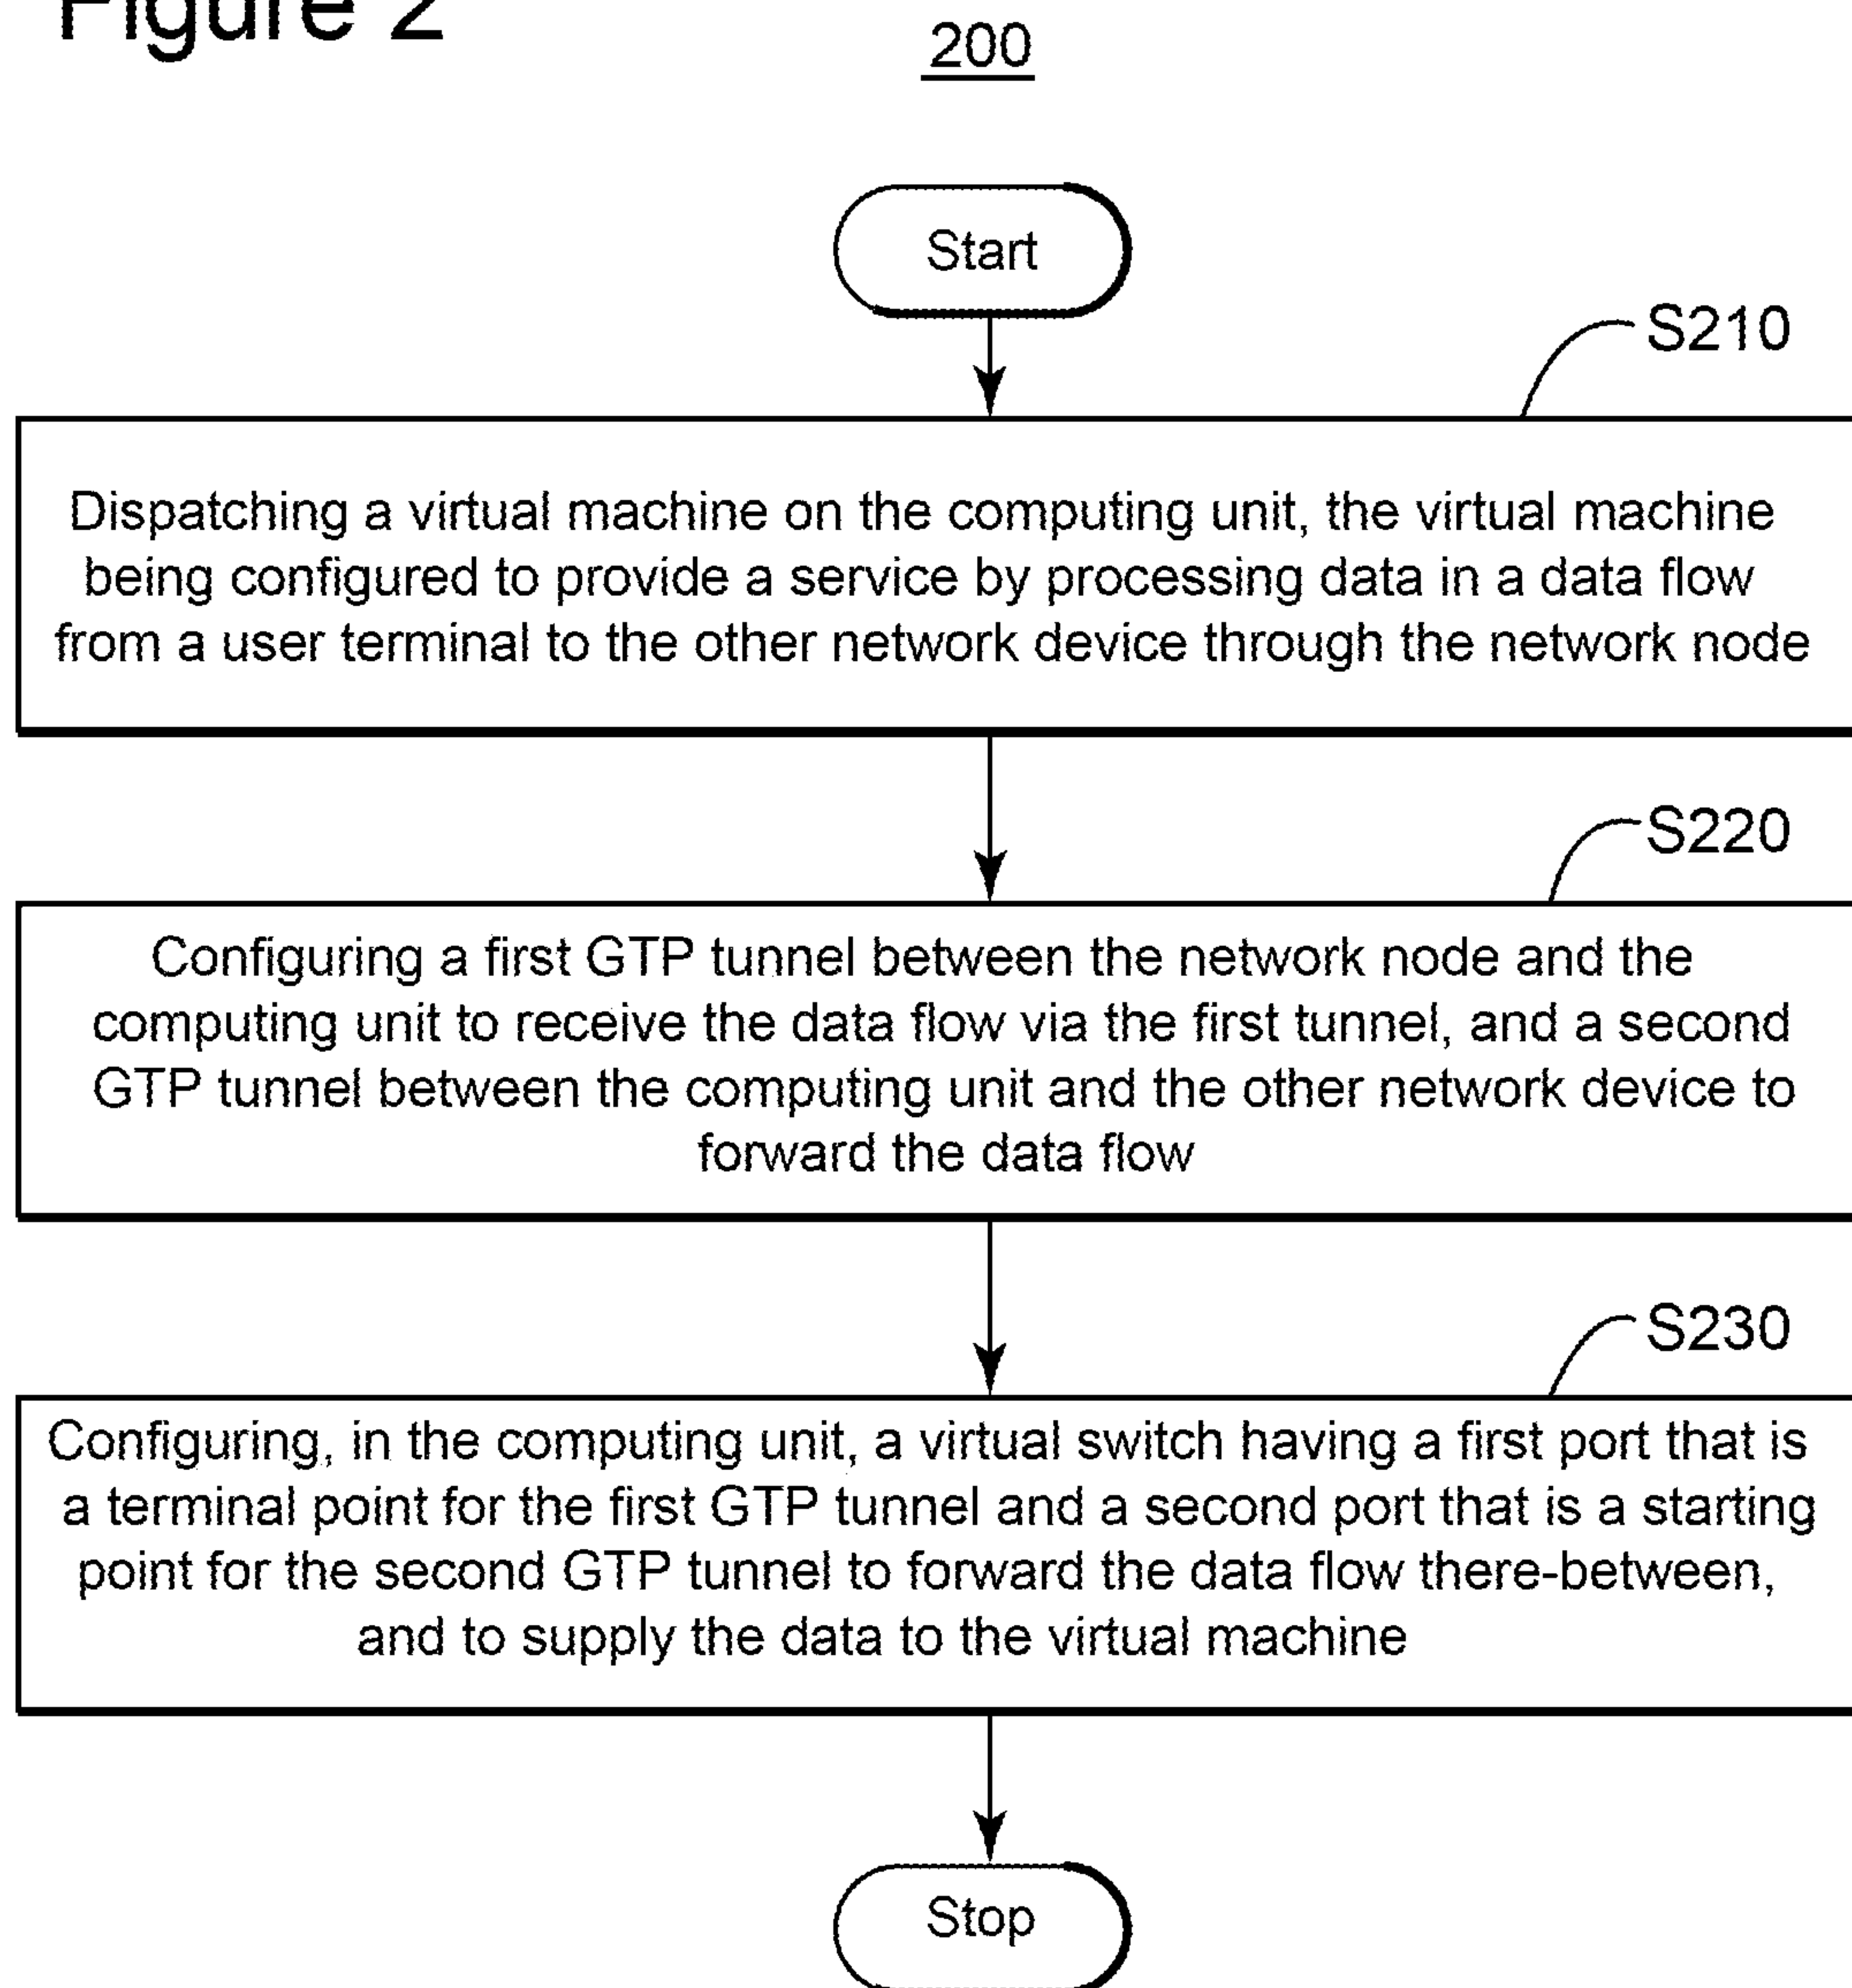 Figure 2
200
Start
S210
Dispatching a virtual machine on the computing unit, the virtual machine
being configured to provide a service by processing data in a data flow
from a user terminal to the other network device through the network node
S220
Configuring a first GTP tunnel between the network node and the
computing unit to receive the data flow via the first tunnel, and a second
GTP tunnel between the computing unit and the other network device to
forward the data flow
S230
Configuring, in the computing unit, a virtual switch having a first port that is
a terminal point for the first GTP tunnel and a second port that is a starting
point for the second GTP tunnel to forward the data flow there-between,
and to supply the data to the virtual machine
Stop